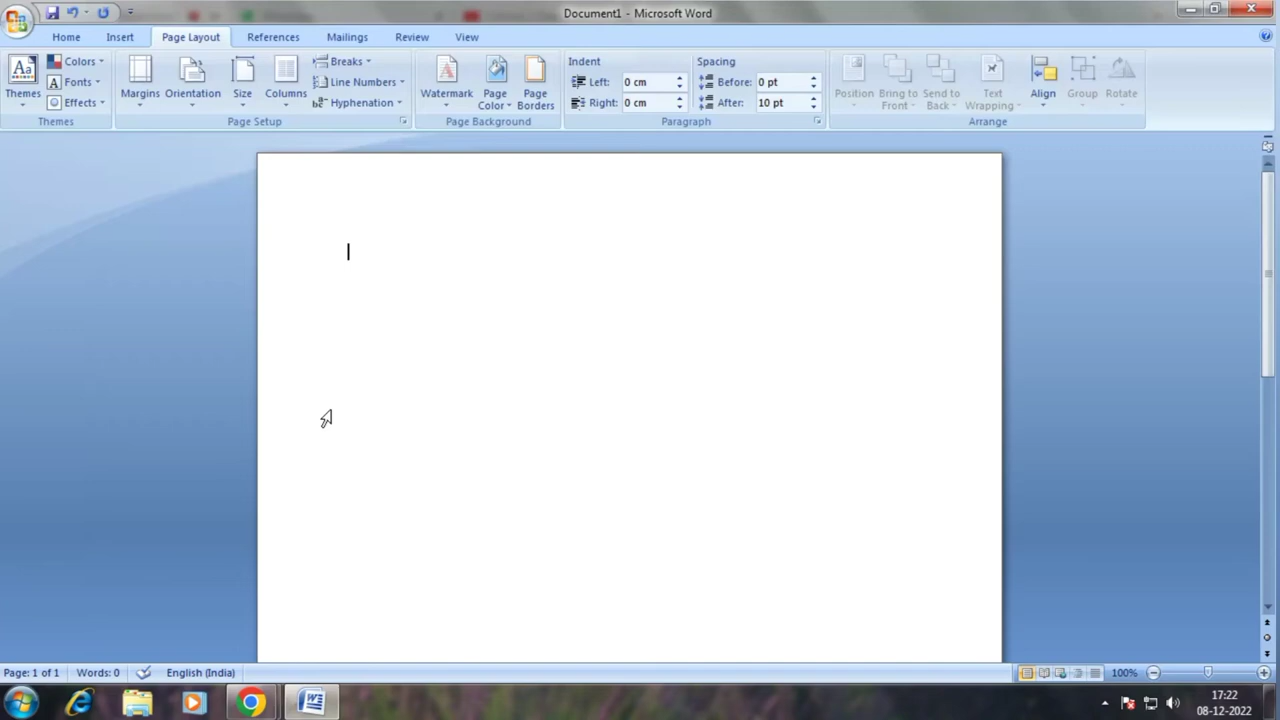 Document1 - Microsoft Word
Home Insert Page Layout References Mailings Review View
Aa Colors Breaks Indent Spacing
A Fonts Line Numbers Left: 0 cm Before: 0 pt
Themes Effects Margins Orientation Size Columns Hyphenation Watermark Page Color Page Borders Right: 0 cm After: 10 pt Position Bring to Front Send to Back Text Wrapping Align Group Rotate
Themes Page Setup Page Background Paragraph Arrange
Page: 1 of 1 Words: 0 English (India) 100%
17:22
08-12-2022